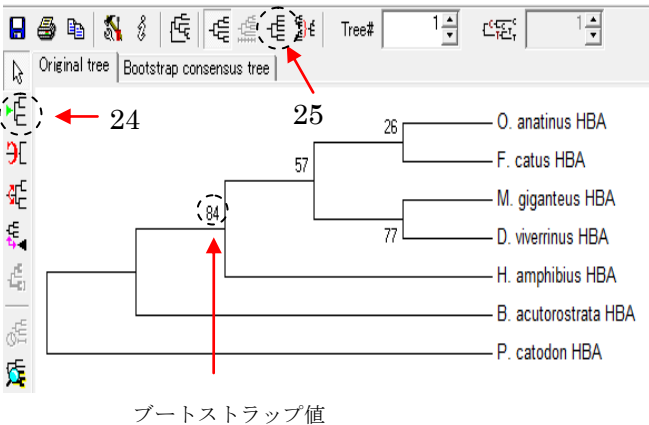 Tree# 1 1
Original tree Bootstrap consensus tree
24
25
26
O. anatinus HBA
57
F. catus HBA
M. giganteus HBA
84
77
D. viverrinus HBA
H. amphibius HBA
B. acutorostrata HBA
P. catodon HBA
ブートストラップ値